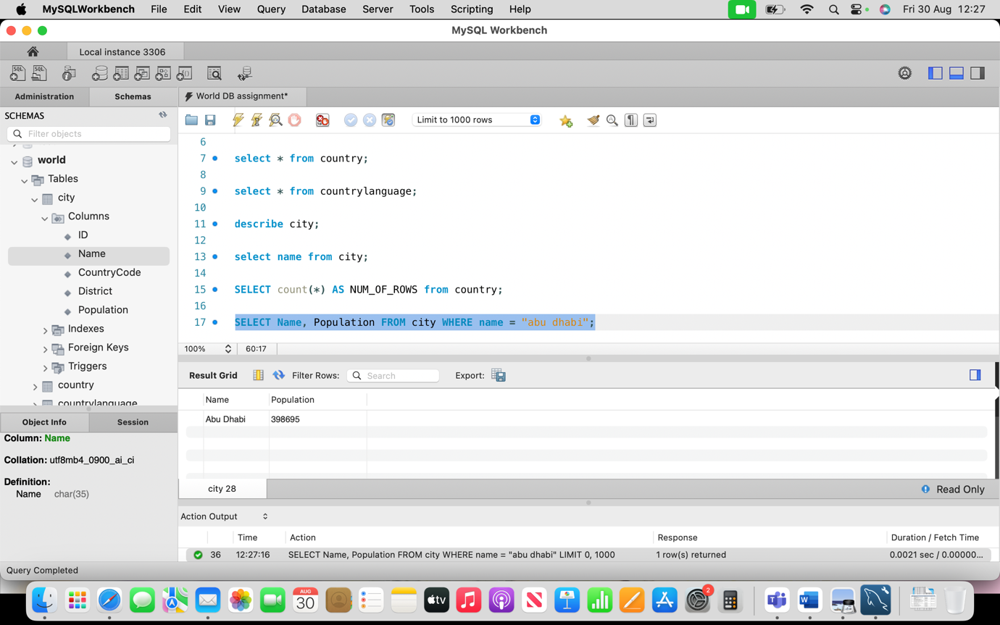 MySQLWorkbench File Edit View Query Database Server Tools Scripting Help Fri 30 Aug 12:27
MySQL Workbench
Local instance 3306
Administration Schemas World DB assignment*
SCHEMAS
Filter objects
Limit to 1000 rows
world
Tables
city
Columns
ID
Name
CountryCode
District
Population
Indexes
Foreign Keys
Triggers
country
countrylanguage
6
7 select * from country;
8
9 select * from countrylanguage;
10
11 describe city;
12
13 select name from city;
14
15 SELECT count(*) AS NUM_OF_ROWS from country;
16
17 SELECT Name, Population FROM city WHERE name = "abu dhabi";
100% 60:17
Result Grid Filter Rows: Search Export:
Name Population
Abu Dhabi 398695
city 28 Read Only
Object Info Session
Column: Name
Collation: utf8mb4_0900_ai_ci
Definition:
Name char(35)
Action Output
Time Action Response Duration / Fetch Time
36 12:27:16 SELECT Name, Population FROM city WHERE name = "abu dhabi" LIMIT 0, 1000 1 row(s) returned 0.0021 sec / 0.00000...
Query Completed
AUG
30
tv
2